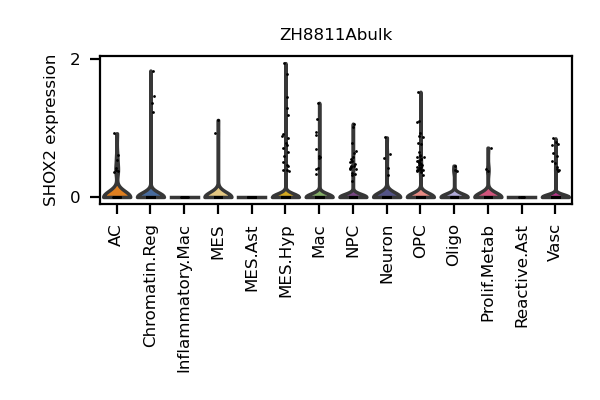 ZH8811Abulk
SHOX2 expression
2
0
AC
Chromatin.Reg
Inflammatory.Mac
MES
MES.Ast
MES.Hyp
Mac
NPC
Neuron
OPC
Oligo
Prolif.Metab
Reactive.Ast
Vasc